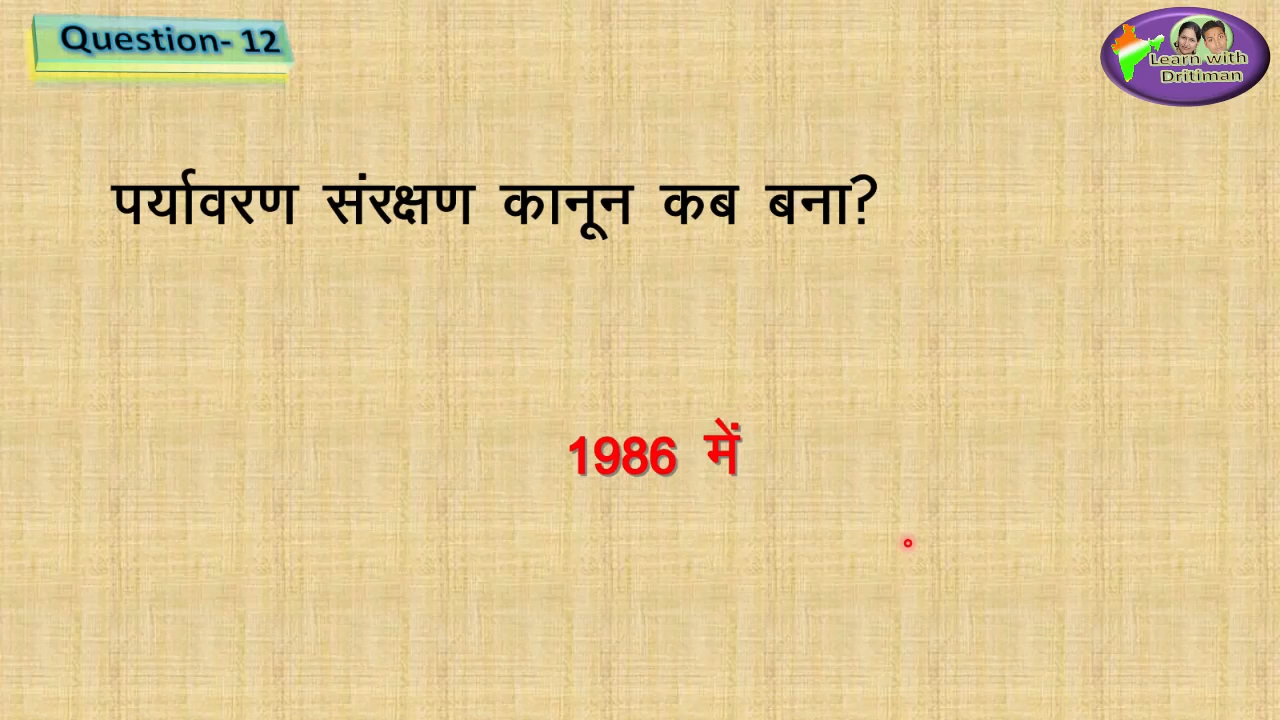 Question- 12
Learn with
Dritiman
पर्यावरण संरक्षण कानून कब बना?
1986 में